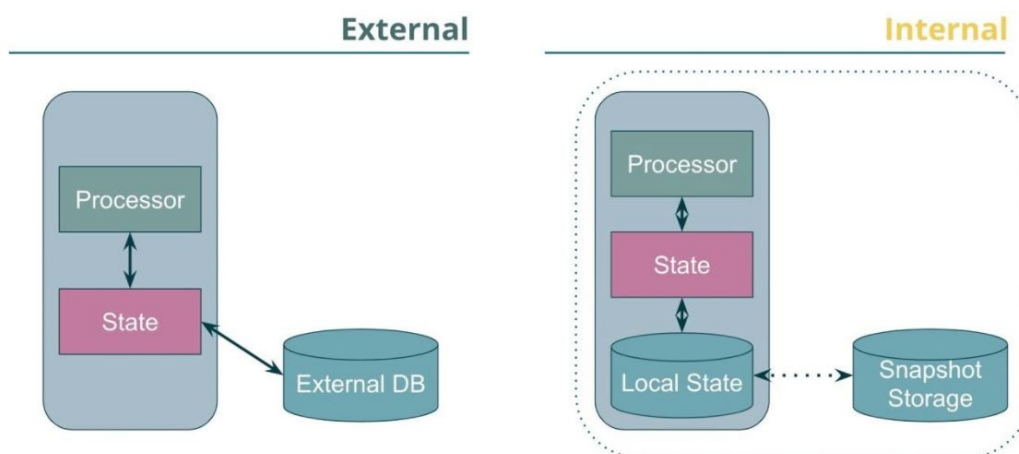 External
Processor
State
External DB
Internal
Processor
State
Local State
Snapshot
Storage